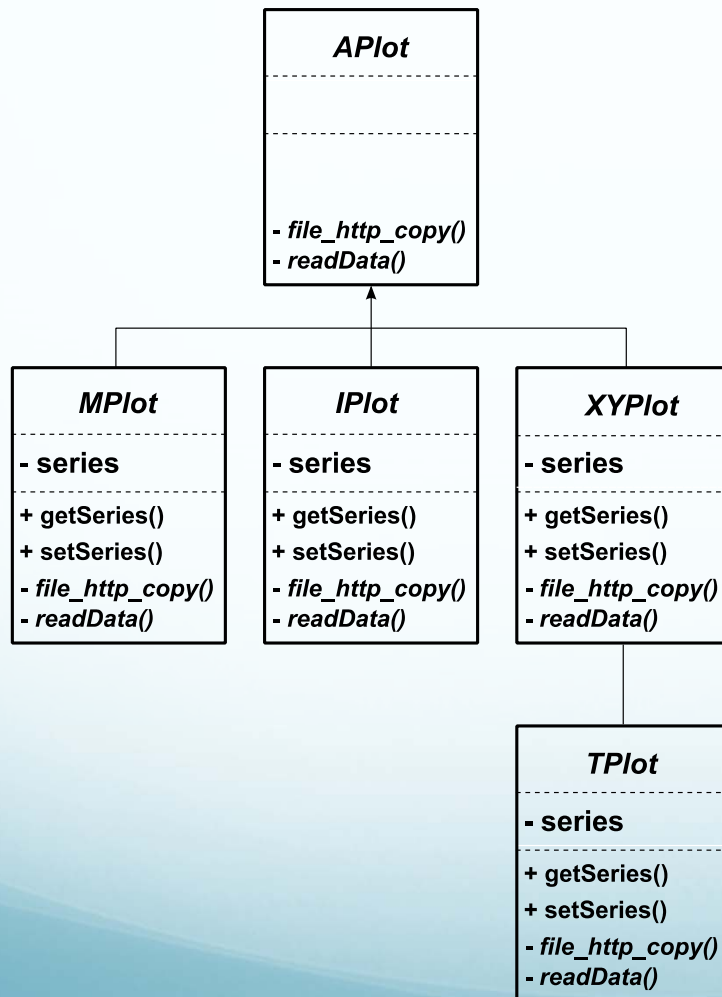 APlot
- file_http_copy()
- readData()
MPlot
- series
+ getSeries()
+ setSeries()
- file_http_copy()
- readData()
IPlot
- series
+ getSeries()
+ setSeries()
- file_http_copy()
- readData()
XYPlot
- series
+ getSeries()
+ setSeries()
- file_http_copy()
- readData()
TPlot
- series
+ getSeries()
+ setSeries()
- file_http_copy()
- readData()